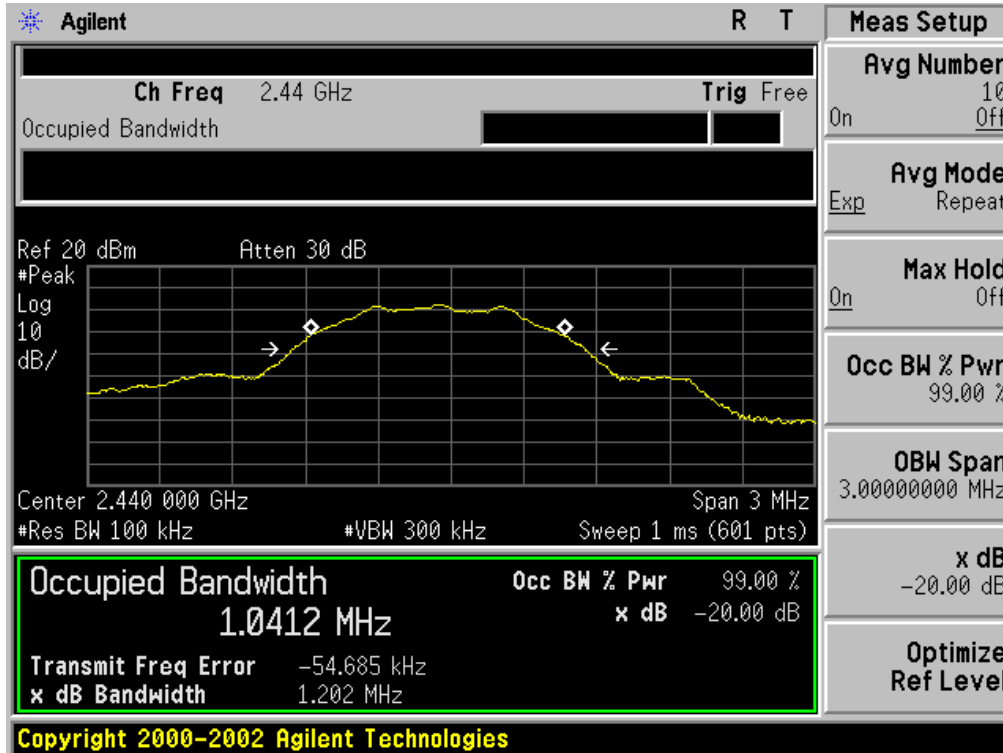 Agilent R T Meas Setup
Ch Freq 2.44 GHz Trig Free
Occupied Bandwidth
Ref 20 dBm Atten 30 dB
#Peak
Log
10
dB/
Center 2.440 000 GHz Span 3 MHz
#Res BW 100 kHz #VBW 300 kHz Sweep 1 ms (601 pts)
Occupied Bandwidth
1.0412 MHz
Occ BW % Pwr 99.00 %
x dB -20.00 dB
Transmit Freq Error -54.685 kHz
x dB Bandwidth 1.202 MHz
Avg Number
10
On Off
Avg Mode
Exp Repeat
Max Hold
On Off
Occ BW % Pwr
99.00 %
OBW Span
3.00000000 MHz
x dB
-20.00 dB
Optimize
Ref Level
Copyright 2000-2002 Agilent Technologies